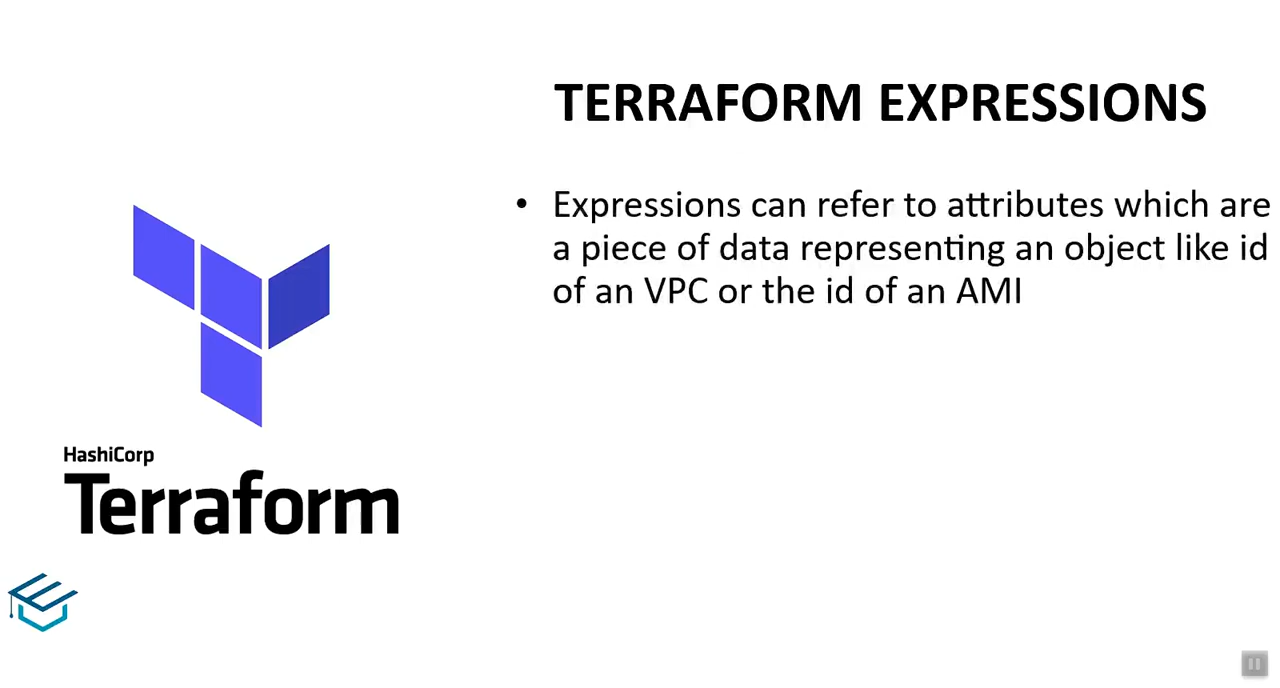 TERRAFORM EXPRESSIONS
• Expressions can refer to attributes which are
a piece of data representing an object like id
of an VPC or the id of an AMI
HashiCorp
Terraform